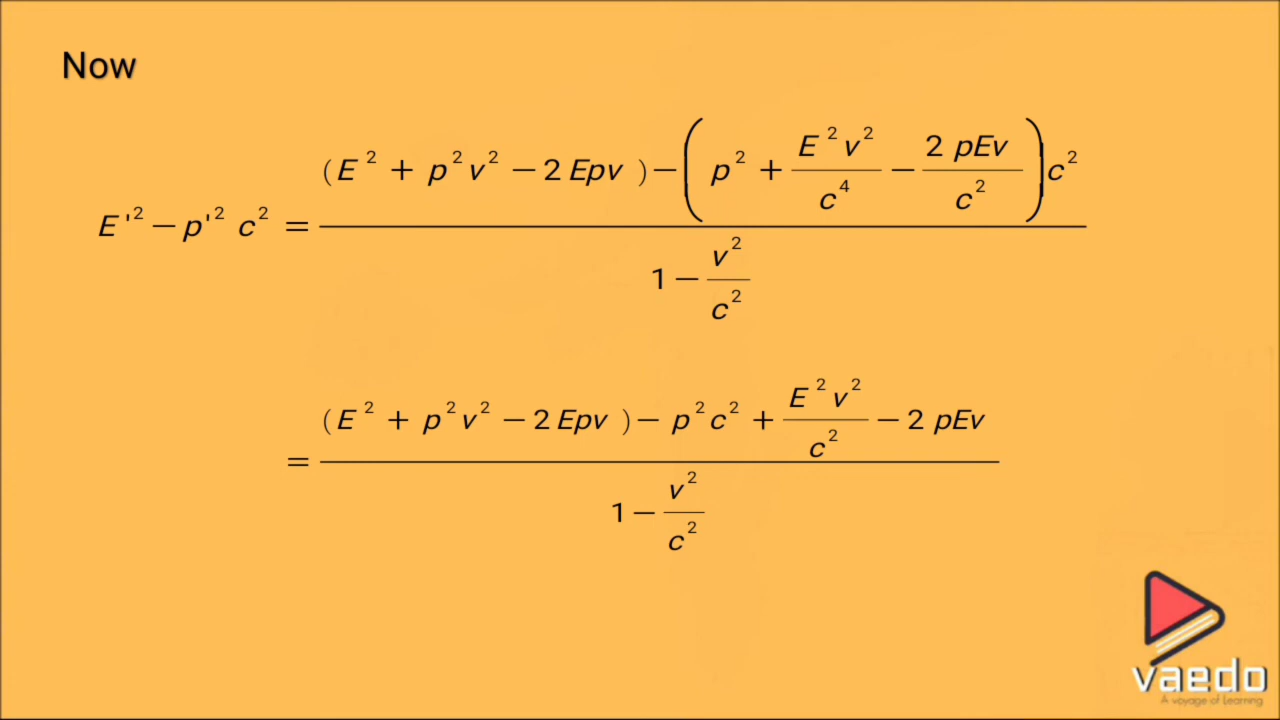 Now
E'² − p'² c² = ((E² + p²v² − 2Epv) − (p² + E²v²/c⁴ − 2pEv/c²)c²) / (1 − v²/c²)
= ((E² + p²v² − 2Epv) − p²c² + E²v²/c² − 2pEv) / (1 − v²/c²)
vaedo
A voyage of Learning